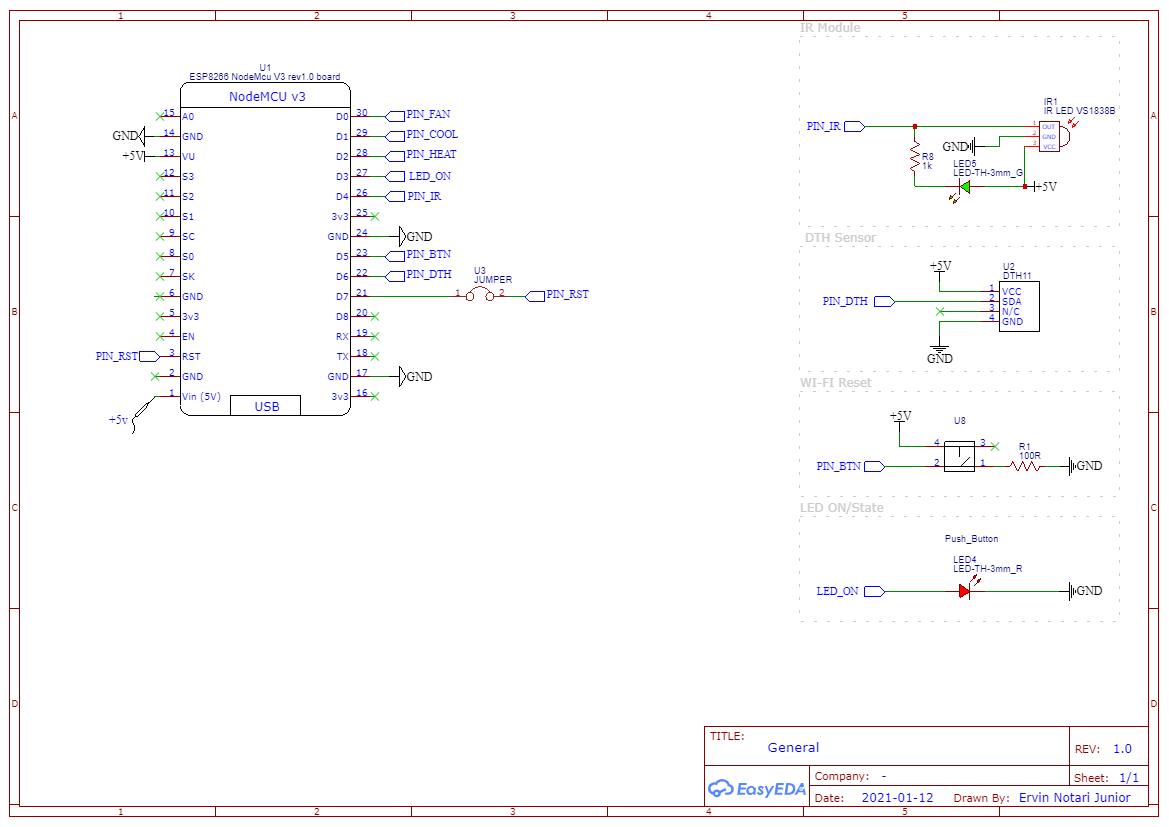 1 2 3 4 5
A
B
C
D
A
B
C
D
U1
ESP8266 NodeMcu V3 rev1.0 board
NodeMCU v3
15 A0
GND 14 GND
+5V 13 VU
12 S3
11 S2
10 S1
9 SC
8 S0
7 SK
6 GND
5 3v3
4 EN
PIN_RST 3 RST
2 GND
+5v 1 Vin (5V)
USB
D0 30 PIN_FAN
D1 29 PIN_COOL
D2 28 PIN_HEAT
D3 27 LED_ON
D4 26 PIN_IR
3v3 25
GND 24 GND
D5 23 PIN_BTN
D6 22 PIN_DTH
D7 21
D8 20
RX 19
TX 18
GND 17 GND
3v3 16
U3
JUMPER
1 2 PIN_RST
IR Module
IR1
IR LED VS1838B
PIN_IR
1 OUT
2 GND
3 VCC
GND
R8
1k
LED5
LED-TH-3mm_G
+5V
DTH Sensor
+5V
U2
DTH11
PIN_DTH
1 VCC
2 SDA
3 N/C
4 GND
GND
WI-FI Reset
+5V
U8
4 3
PIN_BTN 2 1
R1
100R
GND
LED ON/State
Push_Button
LED4
LED-TH-3mm_R
LED_ON
GND
TITLE:
General
REV: 1.0
EasyEDA
Company: -
Sheet: 1/1
Date: 2021-01-12 Drawn By: Ervin Notari Junior
1 2 3 4 5